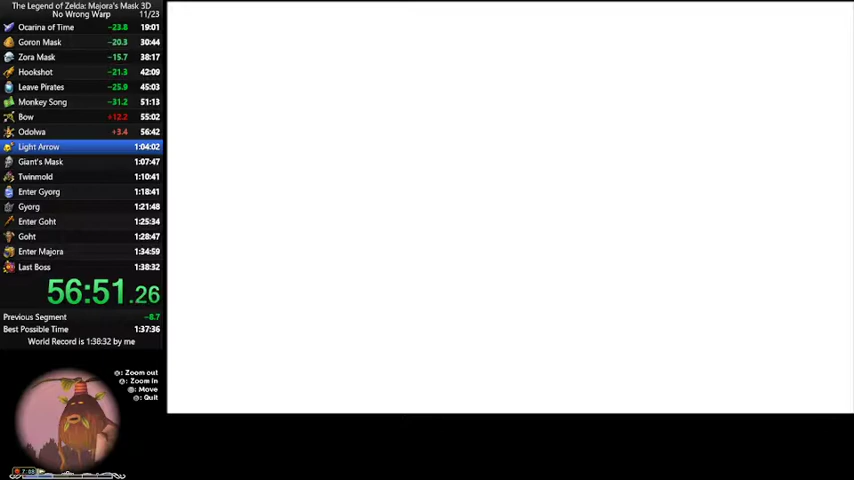 The Legend of Zelda: Majora's Mask 3D
No Wrong Warp 11/23
Ocarina of Time -23.8 19:01
Goron Mask -20.3 30:44
Zora Mask -15.7 38:17
Hookshot -21.3 42:09
Leave Pirates -25.9 45:03
Monkey Song -31.2 51:13
Bow +12.2 55:02
Odolwa +3.4 56:42
Light Arrow 1:04:02
Giant's Mask 1:07:47
Twinmold 1:10:41
Enter Gyorg 1:18:41
Gyorg 1:21:48
Enter Goht 1:25:34
Goht 1:28:47
Enter Majora 1:34:59
Last Boss 1:38:32
56:51.26
Previous Segment -8.7
Best Possible Time 1:37:36
World Record is 1:38:32 by me
: Zoom out
: Zoom in
: Move
: Quit